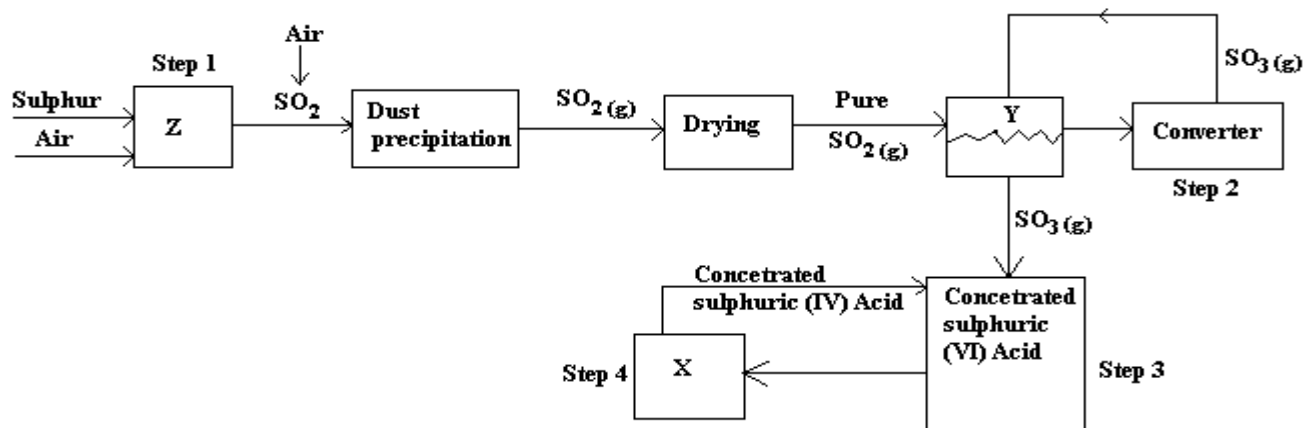 Step 1
Air
Sulphur
Air
Z
SO2
Dust
precipitation
SO2 (g)
Drying
Pure
SO2 (g)
Y
Converter
Step 2
SO3 (g)
SO3 (g)
Concetrated
sulphuric (IV) Acid
Concetrated
sulphuric
(VI) Acid
Step 3
Step 4
X